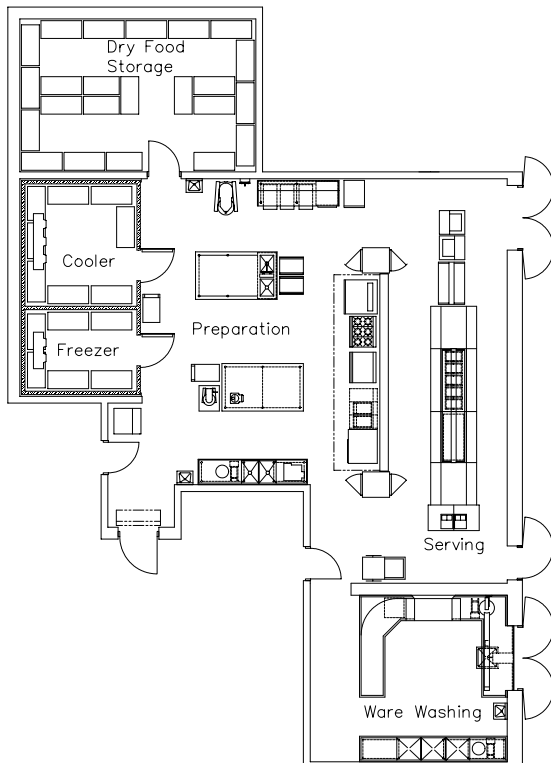 Dry Food
Storage
Cooler
Preparation
Freezer
Serving
Ware Washing